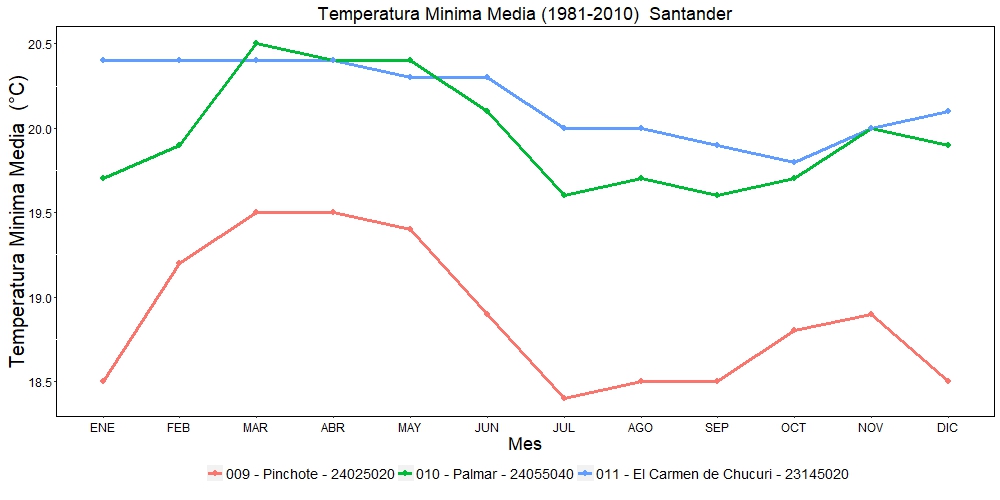 Temperatura Minima Media (1981-2010)  Santander
Temperatura Minima Media  (°C)
20.5
20.0
19.5
19.0
18.5
ENE FEB MAR ABR MAY JUN JUL AGO SEP OCT NOV DIC
Mes
009 - Pinchote - 24025020 010 - Palmar - 24055040 011 - El Carmen de Chucuri - 23145020